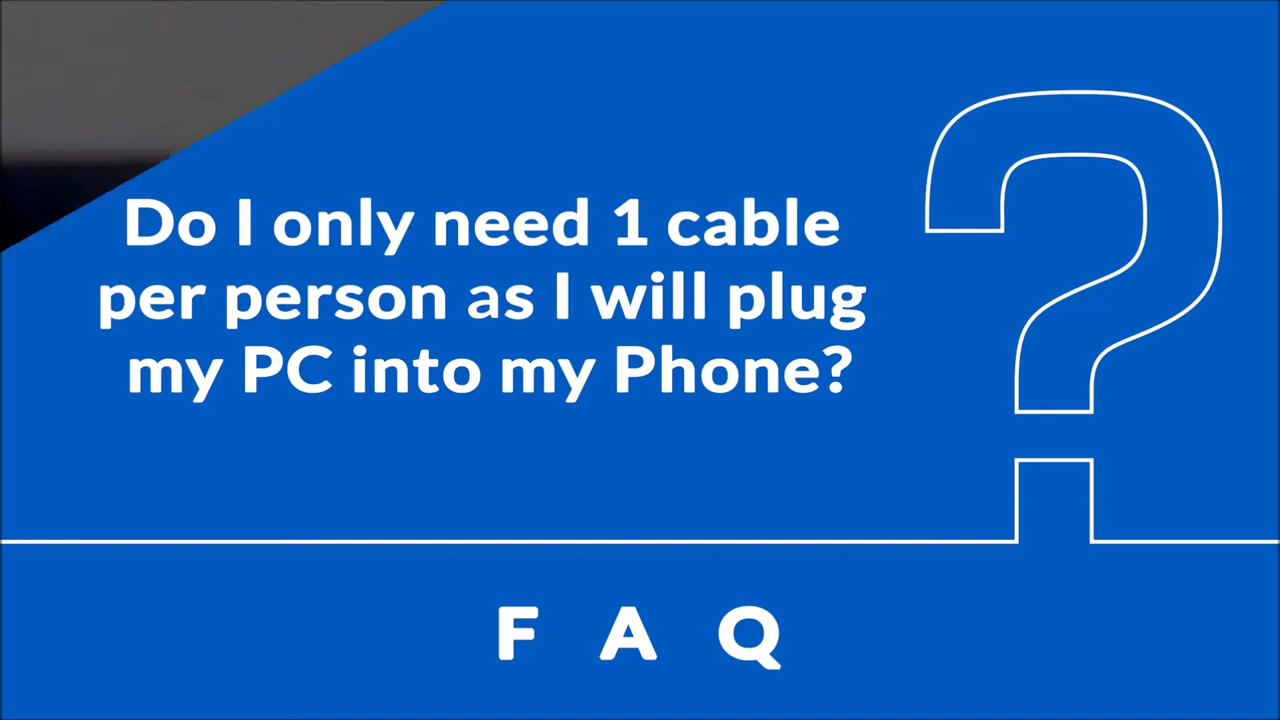 Do I only need 1 cable
per person as I will plug
my PC into my Phone?
?
F A Q